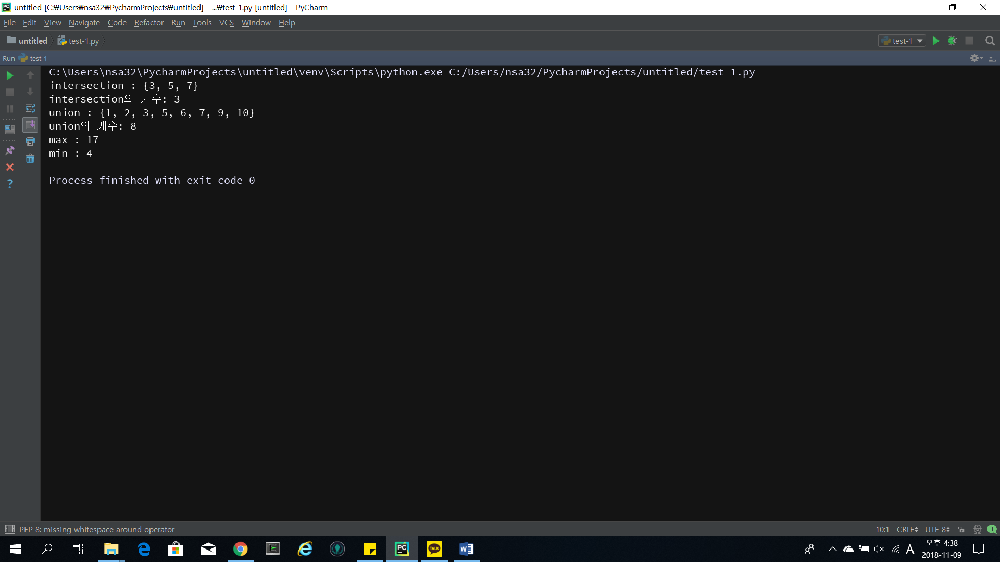 untitled [C:₩Users₩nsa32₩PycharmProjects₩untitled] - ...₩test-1.py [untitled] - PyCharm
File Edit View Navigate Code Refactor Run Tools VCS Window Help
untitled test-1.py test-1
Run test-1
C:\Users\nsa32\PycharmProjects\untitled\venv\Scripts\python.exe C:/Users/nsa32/PycharmProjects/untitled/test-1.py
intersection : {3, 5, 7}
intersection의 개수: 3
union : {1, 2, 3, 5, 6, 7, 9, 10}
union의 개수: 8
max : 17
min : 4
Process finished with exit code 0
PEP 8: missing whitespace around operator 10:1 CRLF UTF-8 1
PC TALK W A 오후 4:38
2018-11-09